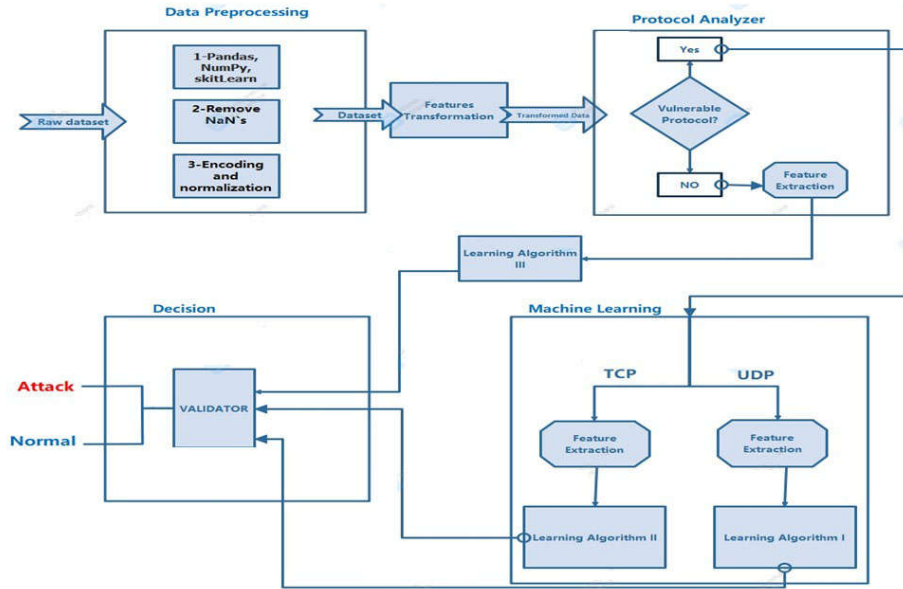 Data Preprocessing
Protocol Analyzer
1-Pandas,
NumPy,
skitLearn
Yes
Raw dataset
2-Remove
NaN`s
Dataset
Features
Transformation
Transformed Data
Vulnerable
Protocol?
3-Encoding
and
normalization
NO
Feature
Extraction
Learning Algorithm
III
Decision
Machine Learning
TCP
UDP
Attack
VALIDATOR
Normal
Feature
Extraction
Feature
Extraction
Learning Algorithm II
Learning Algorithm I